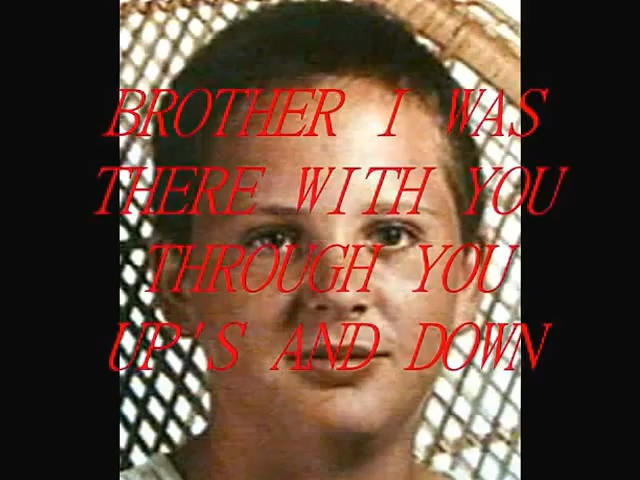 BROTHER I WAS
THERE WITH YOU
THROUGH YOU
UP'S AND DOWN